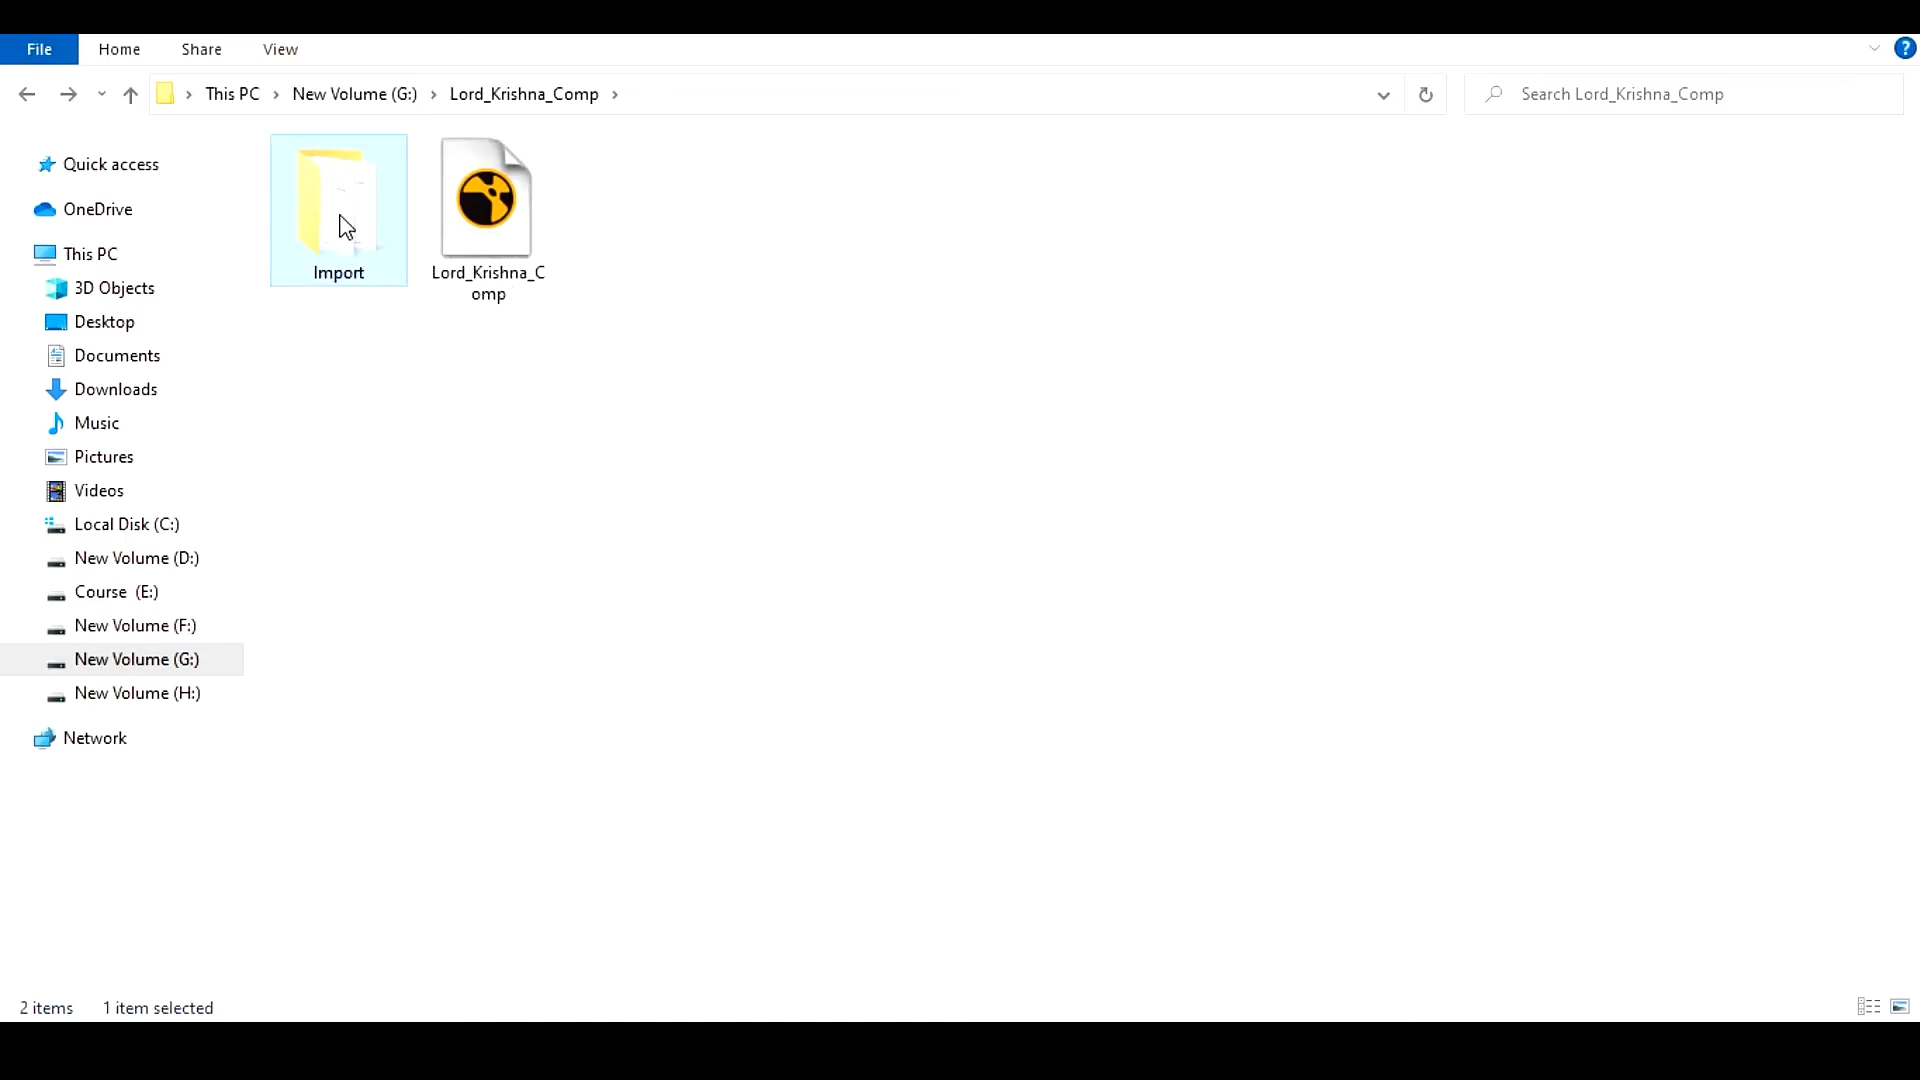 File Home Share View
This PC New Volume (G:) Lord_Krishna_Comp Search Lord_Krishna_Comp
Quick access
OneDrive
This PC
3D Objects
Desktop
Documents
Downloads
Music
Pictures
Videos
Local Disk (C:)
New Volume (D:)
Course (E:)
New Volume (F:)
New Volume (G:)
New Volume (H:)
Network
Import
Lord_Krishna_C
omp
2 items 1 item selected